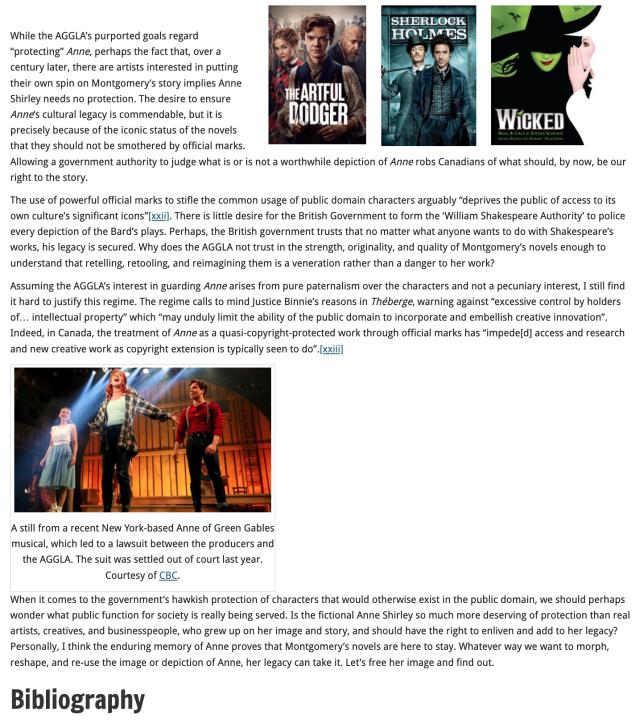 While the AGGLA's purported goals regard
"protecting" Anne, perhaps the fact that, over a
century later, there are artists interested in putting
their own spin on Montgomery's story implies Anne
Shirley needs no protection. The desire to ensure
Anne's cultural legacy is commendable, but it is
precisely because of the iconic status of the novels
that they should not be smothered by official marks.
THE ARTFUL
DODGER
SHERLOCK
HOLMES
WICKED
Allowing a government authority to judge what is or is not a worthwhile depiction of Anne robs Canadians of what should, by now, be our
right to the story.
The use of powerful official marks to stifle the common usage of public domain characters arguably "deprives the public of access to its
own culture's significant icons"[xxii]. There is little desire for the British Government to form the 'William Shakespeare Authority' to police
every depiction of the Bard's plays. Perhaps, the British government trusts that no matter what anyone wants to do with Shakespeare's
works, his legacy is secured. Why does the AGGLA not trust in the strength, originality, and quality of Montgomery's novels enough to
understand that retelling, retooling, and reimagining them is a veneration rather than a danger to her work?
Assuming the AGGLA's interest in guarding Anne arises from pure paternalism over the characters and not a pecuniary interest, I still find
it hard to justify this regime. The regime calls to mind Justice Binnie's reasons in Théberge, warning against "excessive control by holders
of… intellectual property" which "may unduly limit the ability of the public domain to incorporate and embellish creative innovation".
Indeed, in Canada, the treatment of Anne as a quasi-copyright-protected work through official marks has "impede[d] access and research
and new creative work as copyright extension is typically seen to do".[xxiii]
A still from a recent New York-based Anne of Green Gables
musical, which led to a lawsuit between the producers and
the AGGLA. The suit was settled out of court last year.
Courtesy of CBC.
When it comes to the government's hawkish protection of characters that would otherwise exist in the public domain, we should perhaps
wonder what public function for society is really being served. Is the fictional Anne Shirley so much more deserving of protection than real
artists, creatives, and businesspeople, who grew up on her image and story, and should have the right to enliven and add to her legacy?
Personally, I think the enduring memory of Anne proves that Montgomery's novels are here to stay. Whatever way we want to morph,
reshape, and re-use the image or depiction of Anne, her legacy can take it. Let's free her image and find out.
Bibliography